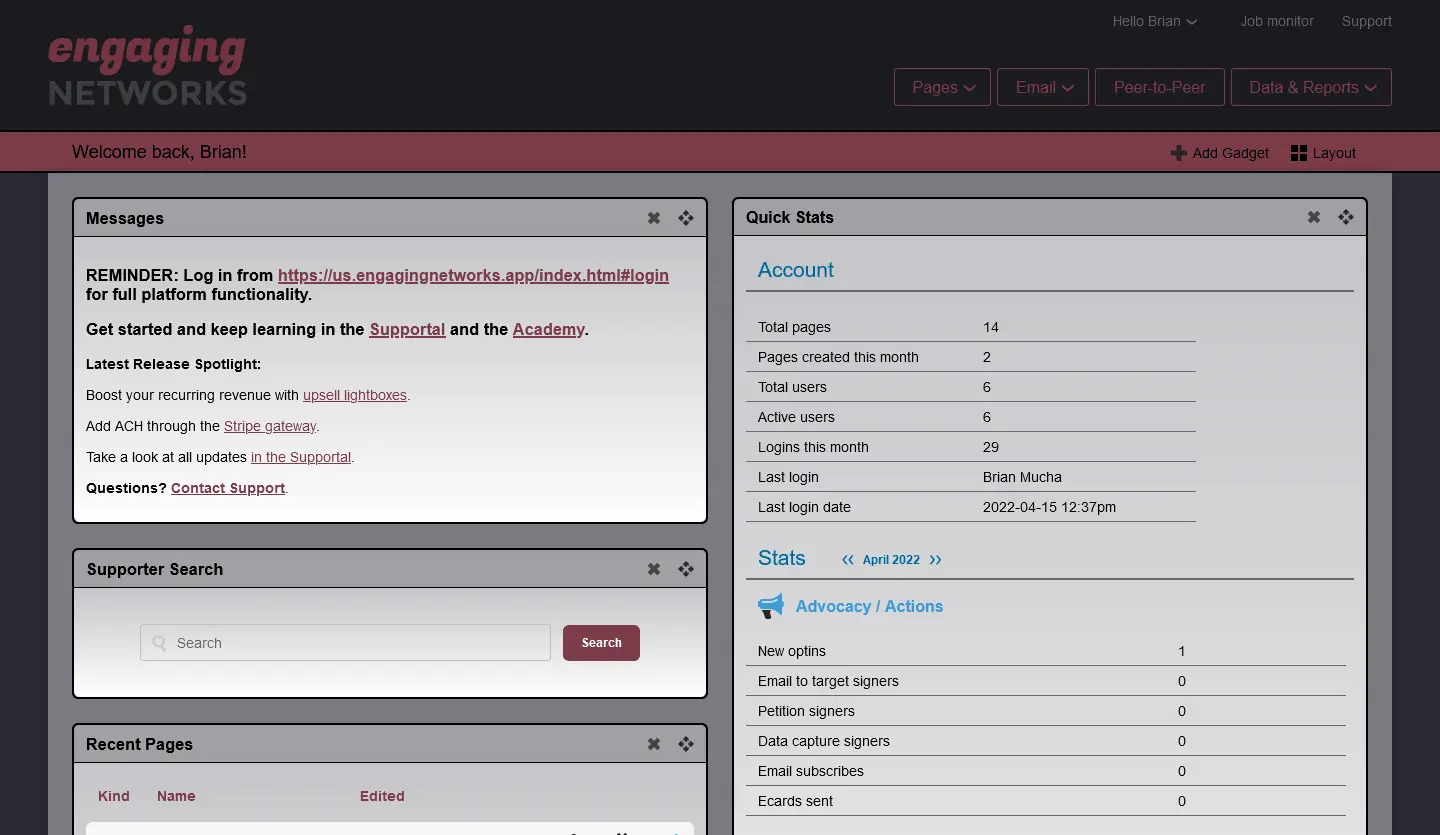 Hello Brian
Job monitor
Support
engaging
NETWORKS
Pages
Email
Peer-to-Peer
Data & Reports
Welcome back, Brian!
Add Gadget
Layout
Messages
REMINDER: Log in from https://us.engagingnetworks.app/index.html#login
for full platform functionality.
Get started and keep learning in the Supportal and the Academy.
Latest Release Spotlight:
Boost your recurring revenue with upsell lightboxes.
Add ACH through the Stripe gateway.
Take a look at all updates in the Supportal.
Questions? Contact Support.
Supporter Search
Search
Search
Recent Pages
Kind Name Edited
Quick Stats
Account
Total pages 14
Pages created this month 2
Total users 6
Active users 6
Logins this month 29
Last login Brian Mucha
Last login date 2022-04-15 12:37pm
Stats << April 2022 >>
Advocacy / Actions
New optins 1
Email to target signers 0
Petition signers 0
Data capture signers 0
Email subscribes 0
Ecards sent 0